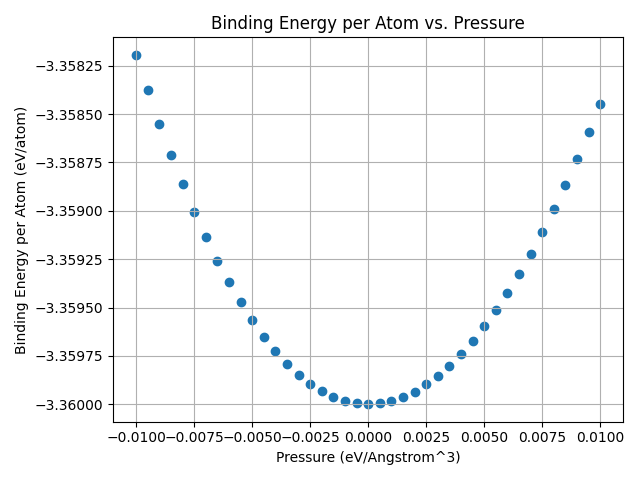 Binding Energy per Atom vs. Pressure
Binding Energy per Atom (eV/atom)
−3.35825
−3.35850
−3.35875
−3.35900
−3.35925
−3.35950
−3.35975
−3.36000
−0.0100 −0.0075 −0.0050 −0.0025 0.0000 0.0025 0.0050 0.0075 0.0100
Pressure (eV/Angstrom^3)